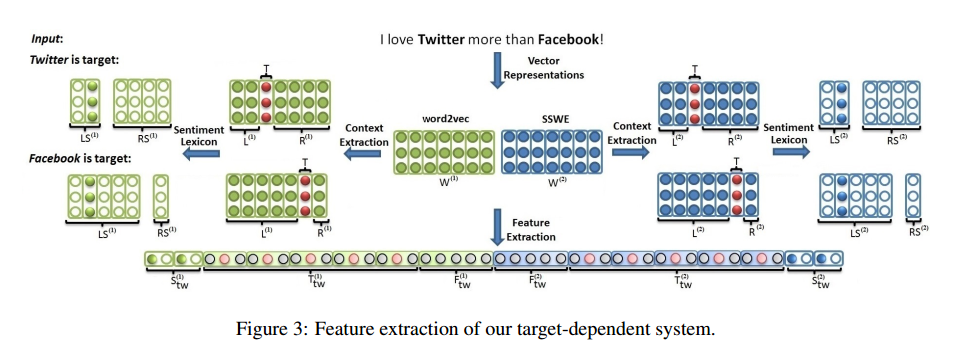 Input:
I love Twitter more than Facebook!
Twitter is target:
Vector
Representations
T
T
LS(1)
RS(1)
Sentiment
Lexicon
L(1)
R(1)
Context
Extraction
word2vec
SSWE
W(1)
W(2)
Context
Extraction
L(2)
R(2)
Sentiment
Lexicon
LS(2)
RS(2)
Facebook is target:
T
T
LS(1)
RS(1)
L(1)
R(1)
Feature
Extraction
L(2)
R(2)
LS(2)
RS(2)
S(1)tw
T(1)tw
F(1)tw
F(2)tw
T(2)tw
S(2)tw
Figure 3: Feature extraction of our target-dependent system.